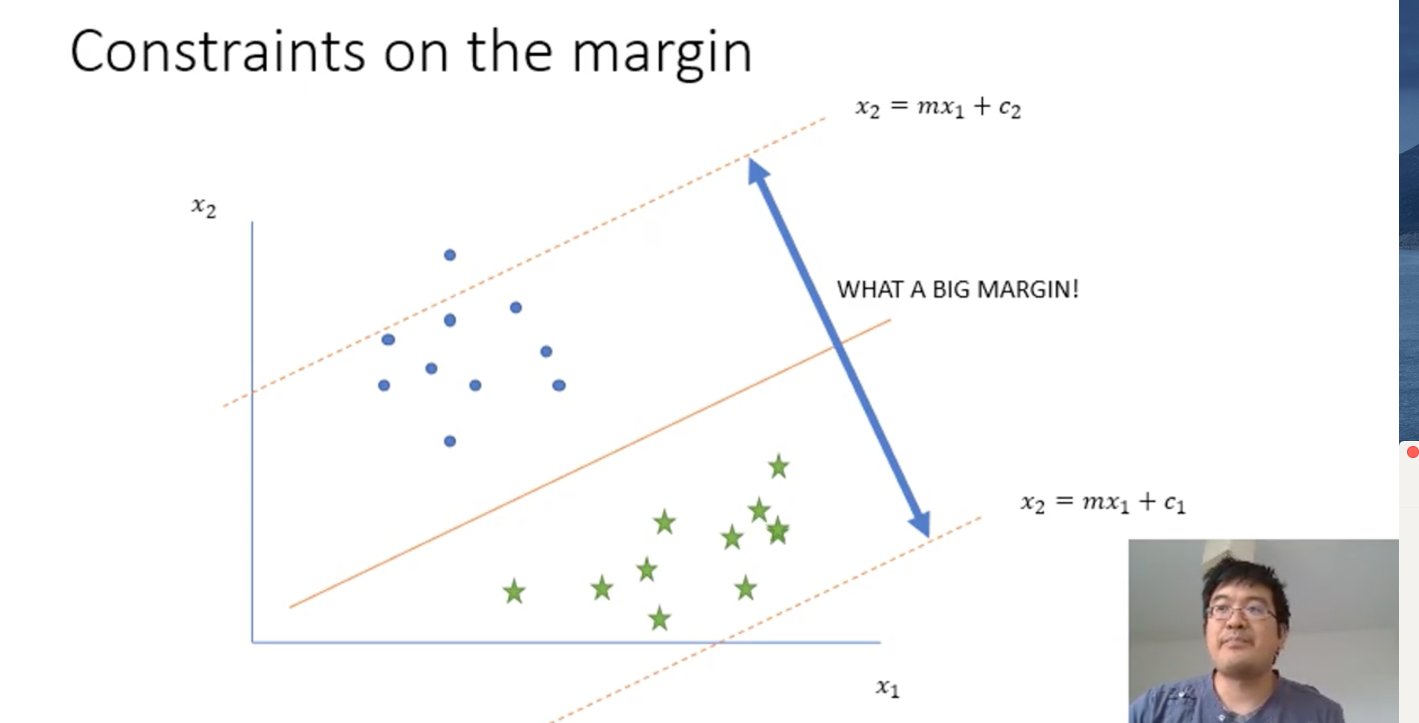 Constraints on the margin
x₂ = mx₁ + c₂
x₂
WHAT A BIG MARGIN!
x₂ = mx₁ + c₁
x₁